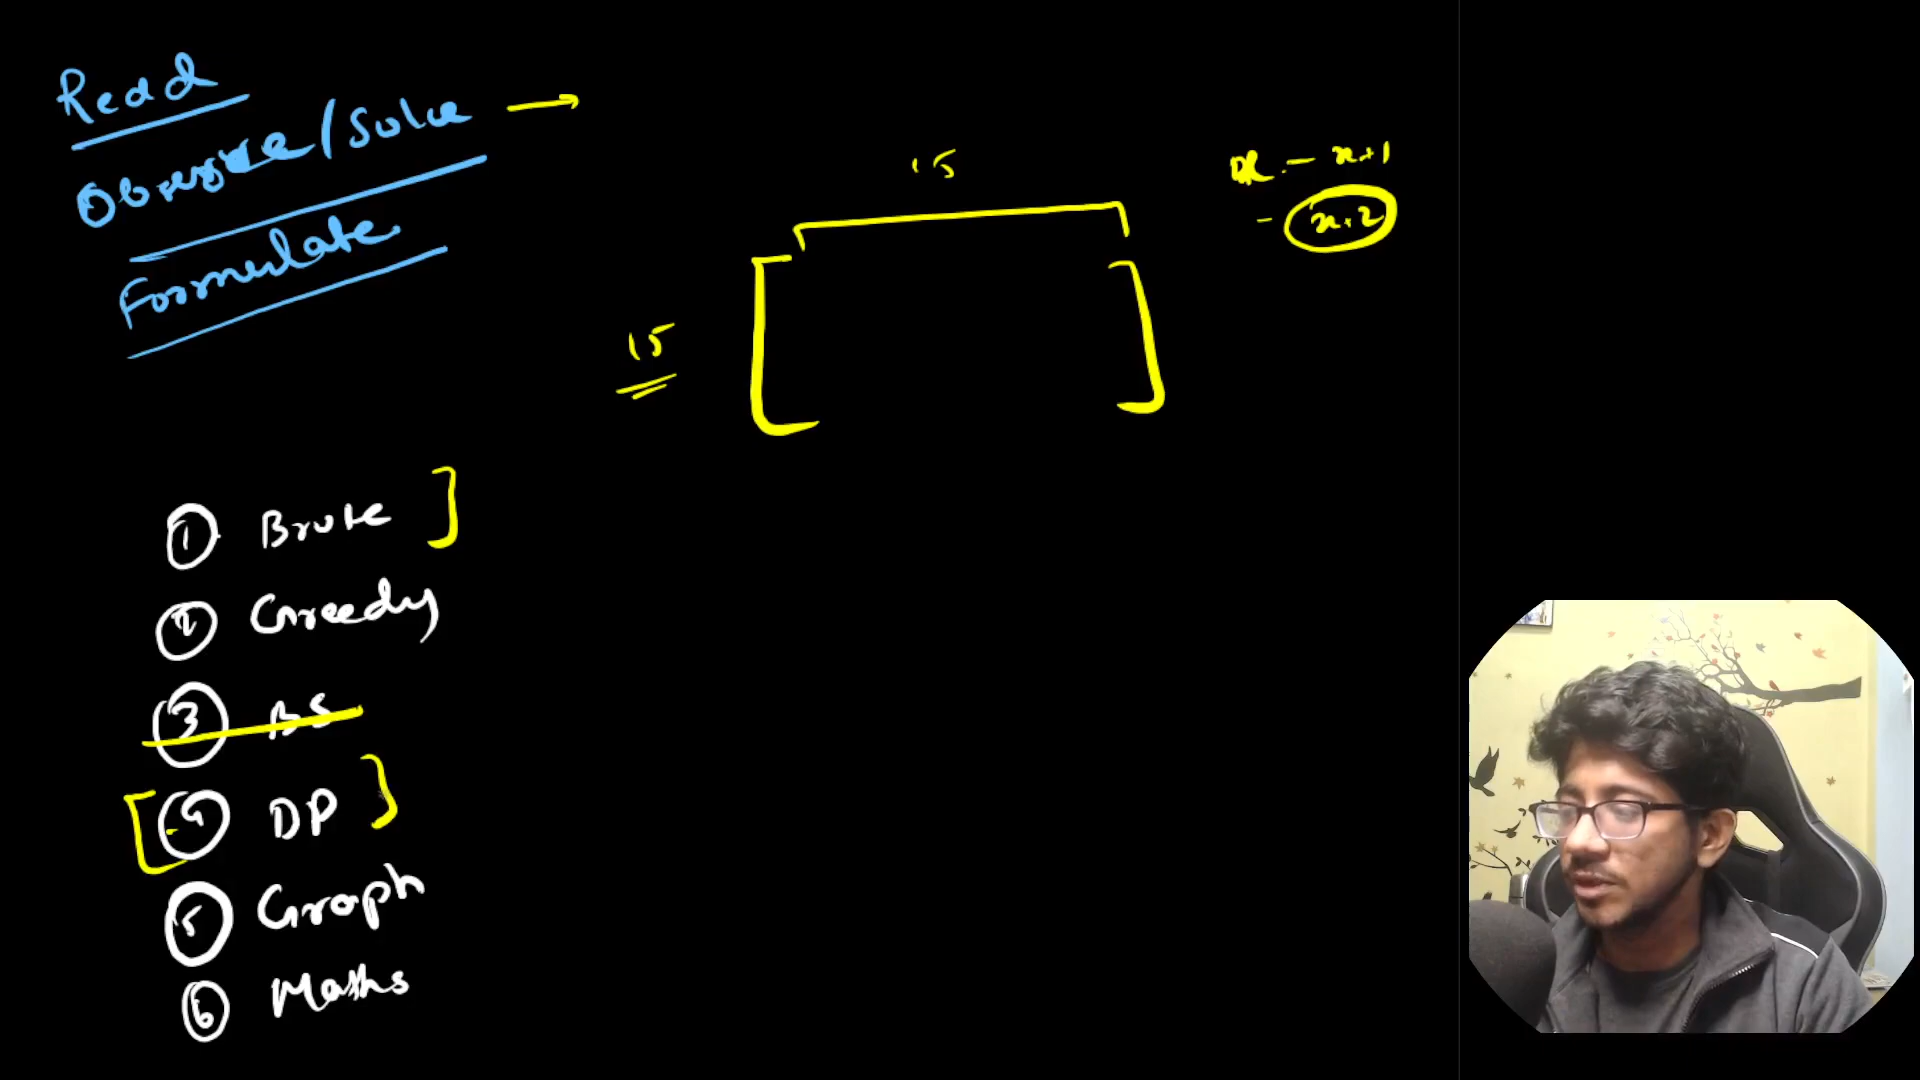 Read
Observe/Solve →
Formulate
15
x - x+1
- x+2
15
① Brute ]
② Greedy
③ BS
[④ DP ]
⑤ Graph
⑥ Maths